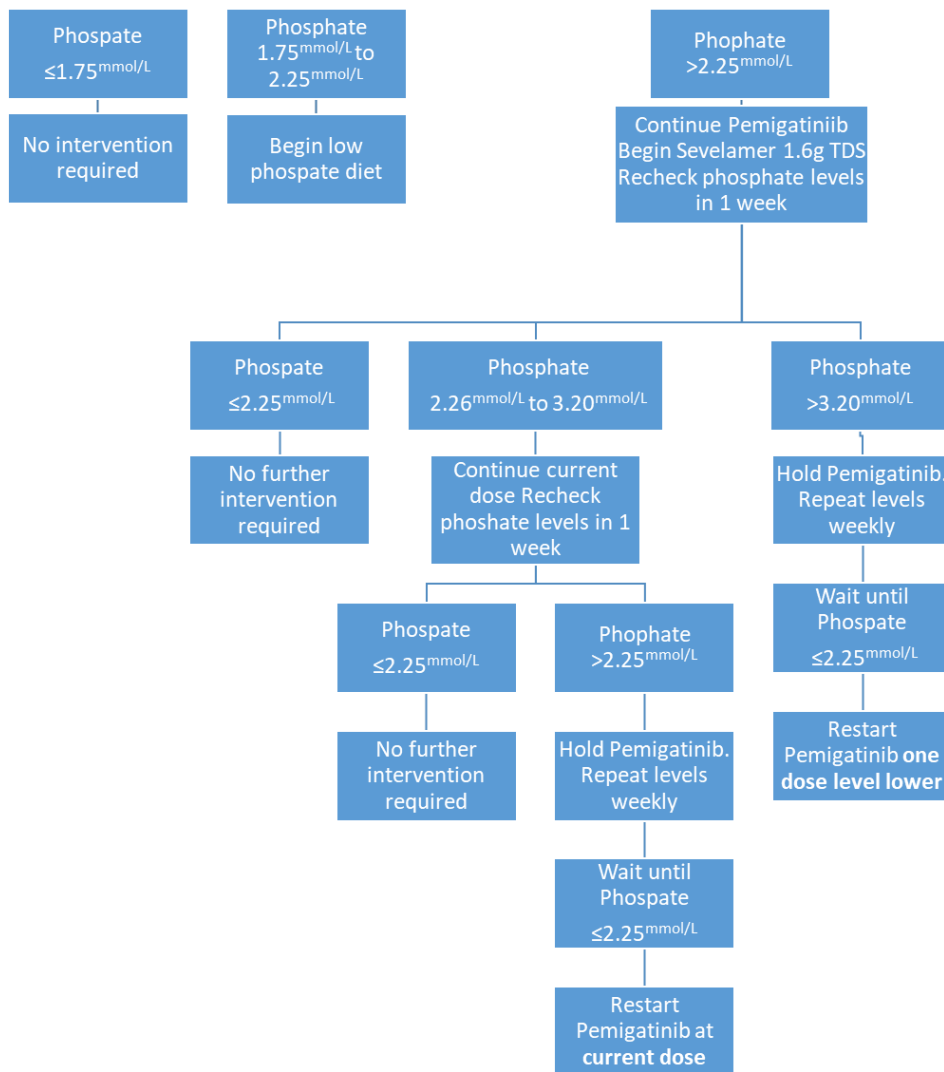 Phospate
≤1.75mmol/L
No intervention
required
Phosphate
1.75mmol/L to
2.25mmol/L
Begin low
phospate diet
Phophate
>2.25mmol/L
Continue Pemigatiniib
Begin Sevelamer 1.6g TDS
Recheck phosphate levels
in 1 week
Phospate
≤2.25mmol/L
No further
intervention
required
Phosphate
2.26mmol/L to 3.20mmol/L
Continue current
dose Recheck
phoshate levels in 1
week
Phospate
≤2.25mmol/L
No further
intervention
required
Phophate
>2.25mmol/L
Hold Pemigatinib.
Repeat levels
weekly
Wait until
Phospate
≤2.25mmol/L
Restart
Pemigatinib at
current dose
Phosphate
>3.20mmol/L
Hold Pemigatinib.
Repeat levels
weekly
Wait until
Phospate
≤2.25mmol/L
Restart
Pemigatinib one
dose level lower